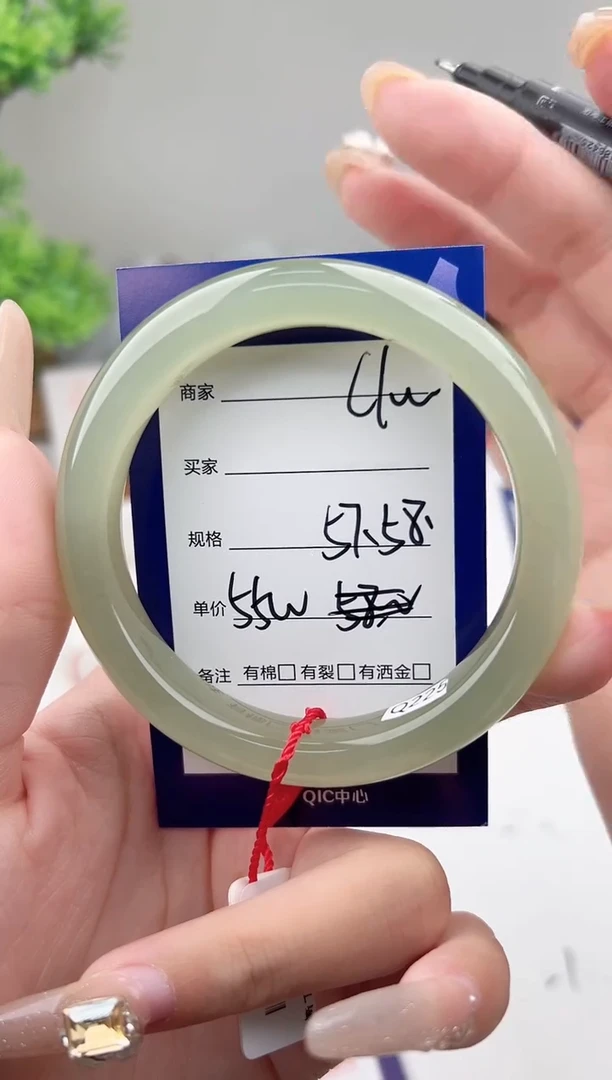 商家
买家
规格 57.58.
单价 55w
备注 有棉□ 有裂□ 有洒金□
Q225
QIC中心